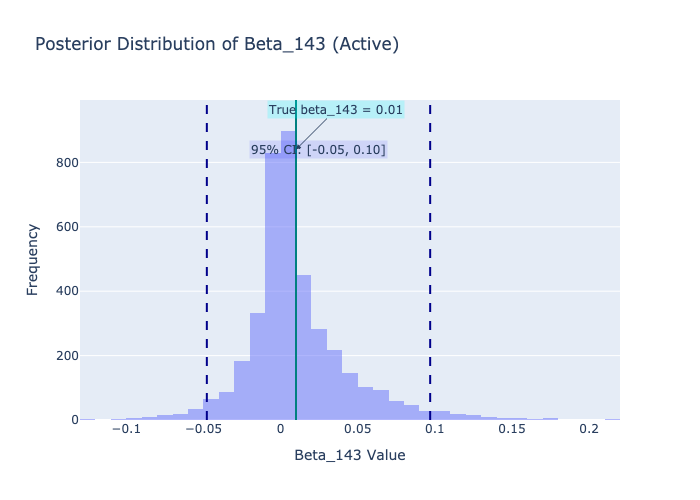 Posterior Distribution of Beta_143 (Active)
True beta_143 = 0.01
95% CI: [-0.05, 0.10]
800
600
400
200
0
Frequency
−0.1 −0.05 0 0.05 0.1 0.15 0.2
Beta_143 Value